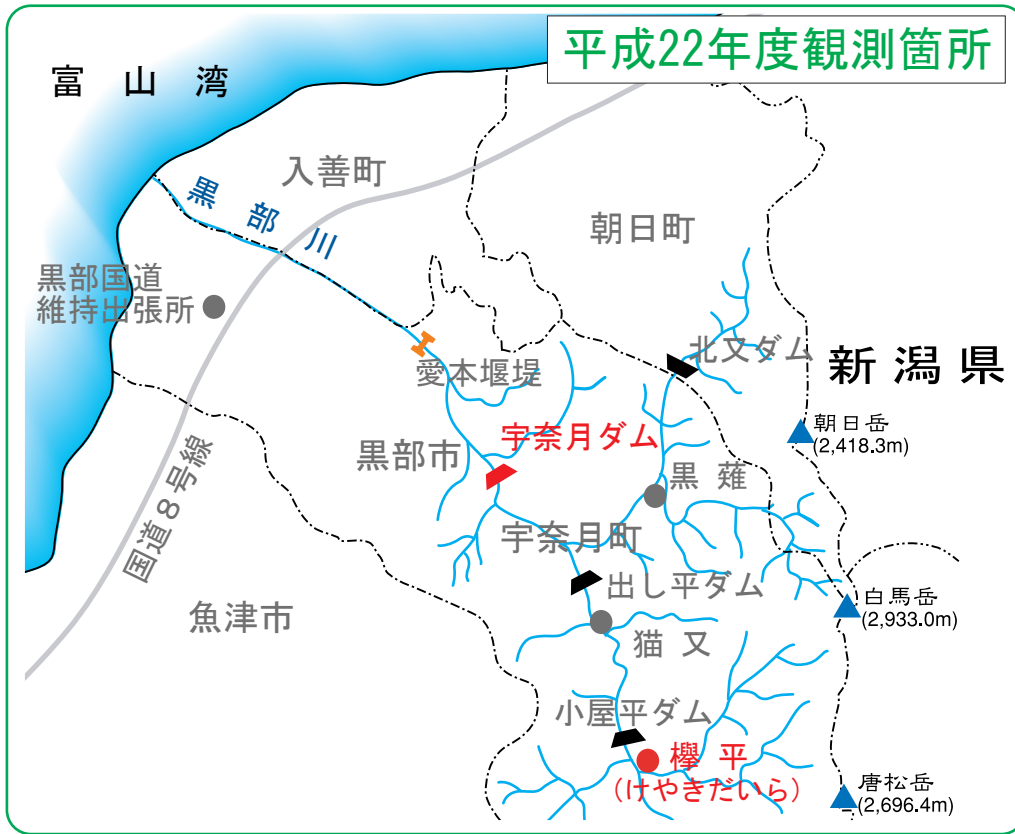 平成22年度観測箇所
富山湾
入善町
黒部川
朝日町
黒部国道
維持出張所
北又ダム
愛本堰堤
新潟県
朝日岳
(2,418.3m)
宇奈月ダム
黒部市
黒薙
国道8号線
宇奈月町
出し平ダム
白馬岳
(2,933.0m)
魚津市
猫又
小屋平ダム
欅平
(けやきだいら)
唐松岳
(2,696.4m)